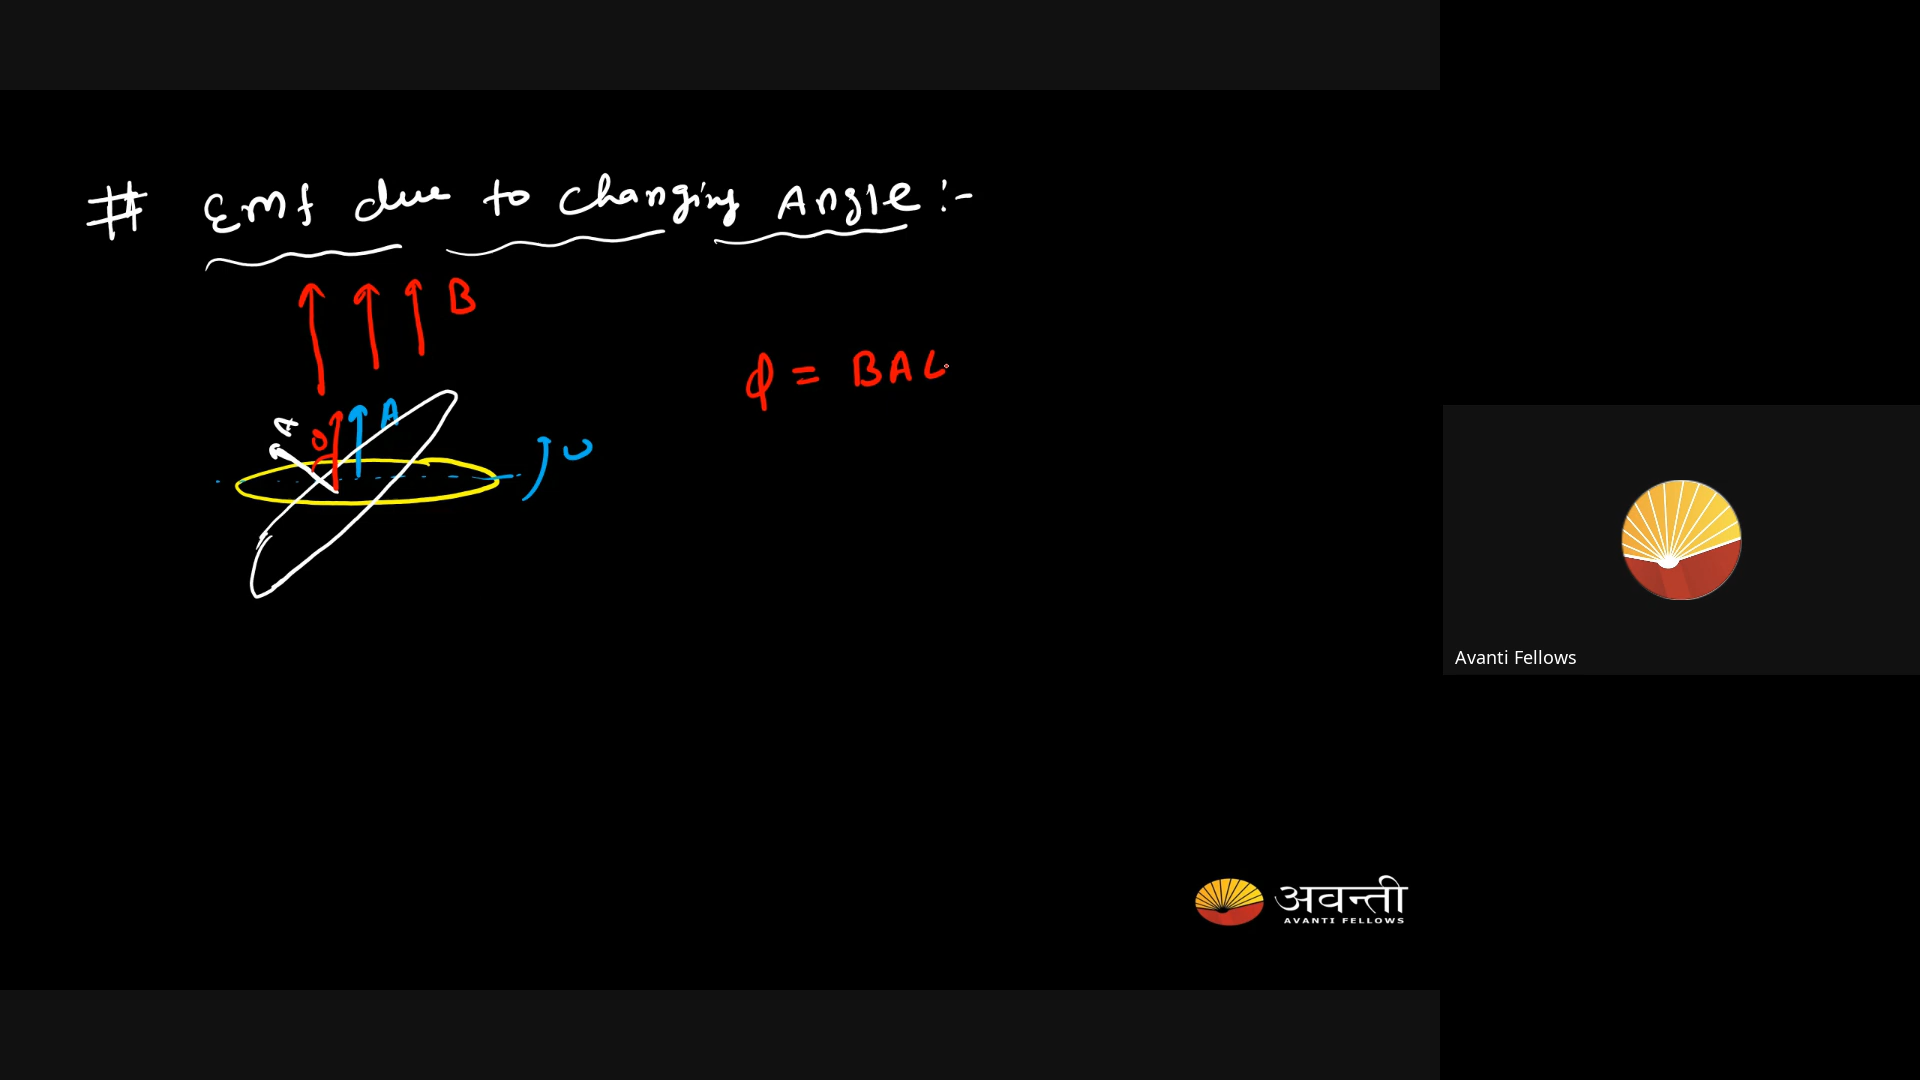 # Emf due to changing Angle :-
B
ϕ = BAC
A
θ
A
ω
Avanti Fellows
अवन्ती
AVANTI FELLOWS